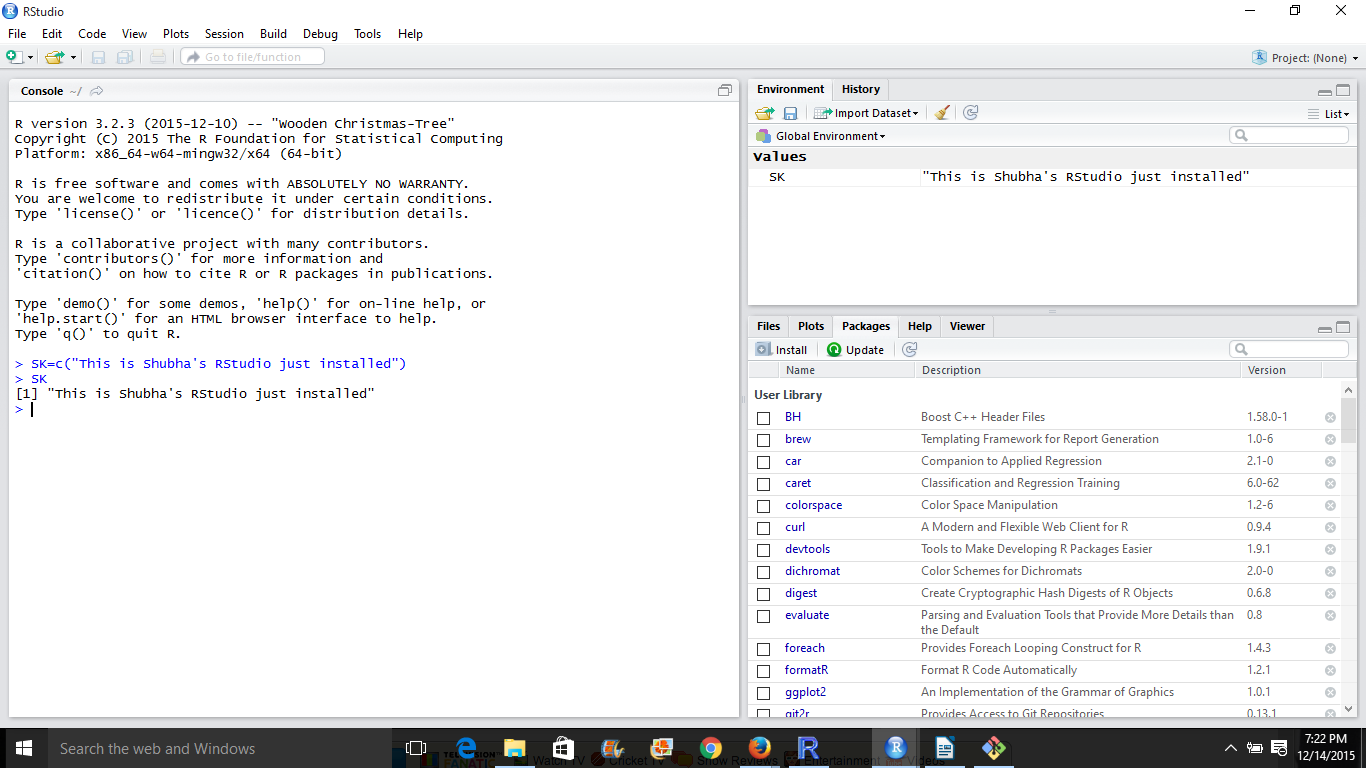 RStudio
File Edit Code View Plots Session Build Debug Tools Help
Go to file/function
Project: (None)
Console ~/
R version 3.2.3 (2015-12-10) -- "Wooden Christmas-Tree"
Copyright (C) 2015 The R Foundation for Statistical Computing
Platform: x86_64-w64-mingw32/x64 (64-bit)
R is free software and comes with ABSOLUTELY NO WARRANTY.
You are welcome to redistribute it under certain conditions.
Type 'license()' or 'licence()' for distribution details.
R is a collaborative project with many contributors.
Type 'contributors()' for more information and
'citation()' on how to cite R or R packages in publications.
Type 'demo()' for some demos, 'help()' for on-line help, or
'help.start()' for an HTML browser interface to help.
Type 'q()' to quit R.
> SK=c("This is Shubha's RStudio just installed")
> SK
[1] "This is Shubha's RStudio just installed"
>
Environment History
Import Dataset
List
Global Environment
Values
SK "This is Shubha's RStudio just installed"
Files Plots Packages Help Viewer
Install Update
Name Description Version
User Library
BH Boost C++ Header Files 1.58.0-1
brew Templating Framework for Report Generation 1.0-6
car Companion to Applied Regression 2.1-0
caret Classification and Regression Training 6.0-62
colorspace Color Space Manipulation 1.2-6
curl A Modern and Flexible Web Client for R 0.9.4
devtools Tools to Make Developing R Packages Easier 1.9.1
dichromat Color Schemes for Dichromats 2.0-0
digest Create Cryptographic Hash Digests of R Objects 0.6.8
evaluate Parsing and Evaluation Tools that Provide More Details than 0.8
the Default
foreach Provides Foreach Looping Construct for R 1.4.3
formatR Format R Code Automatically 1.2.1
ggplot2 An Implementation of the Grammar of Graphics 1.0.1
git2r Provides Access to Git Repositories 0.13.1
Search the web and Windows
Watch TV Cricket TV Show Reviews Entertainment
7:22 PM
12/14/2015